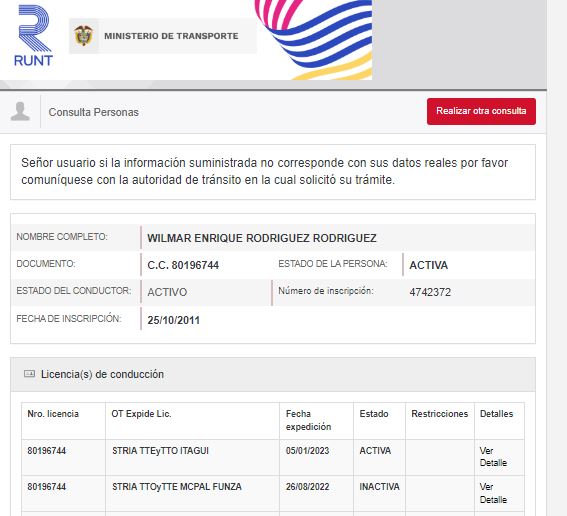 RUNT
MINISTERIO DE TRANSPORTE
Consulta Personas
Realizar otra consulta
Señor usuario si la información suministrada no corresponde con sus datos reales por favor
comuníquese con la autoridad de tránsito en la cual solicitó su trámite.
NOMBRE COMPLETO: WILMAR ENRIQUE RODRIGUEZ RODRIGUEZ
DOCUMENTO: C.C. 80196744 ESTADO DE LA PERSONA: ACTIVA
ESTADO DEL CONDUCTOR: ACTIVO Número de inscripción: 4742372
FECHA DE INSCRIPCIÓN: 25/10/2011
Licencia(s) de conducción
Nro. licencia OT Expide Lic. Fecha expedición Estado Restricciones Detalles
80196744 STRIA TTEyTTO ITAGUI 05/01/2023 ACTIVA Ver Detalle
80196744 STRIA TTOyTTE MCPAL FUNZA 26/08/2022 INACTIVA Ver Detalle